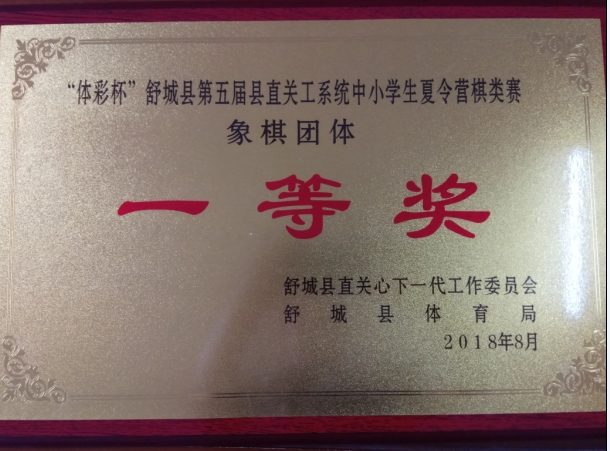 “体彩杯”舒城县第五届县直关工系统中小学生夏令营棋类赛
象棋团体
一等奖
舒城县直关心下一代工作委员会
舒城县体育局
2018年8月